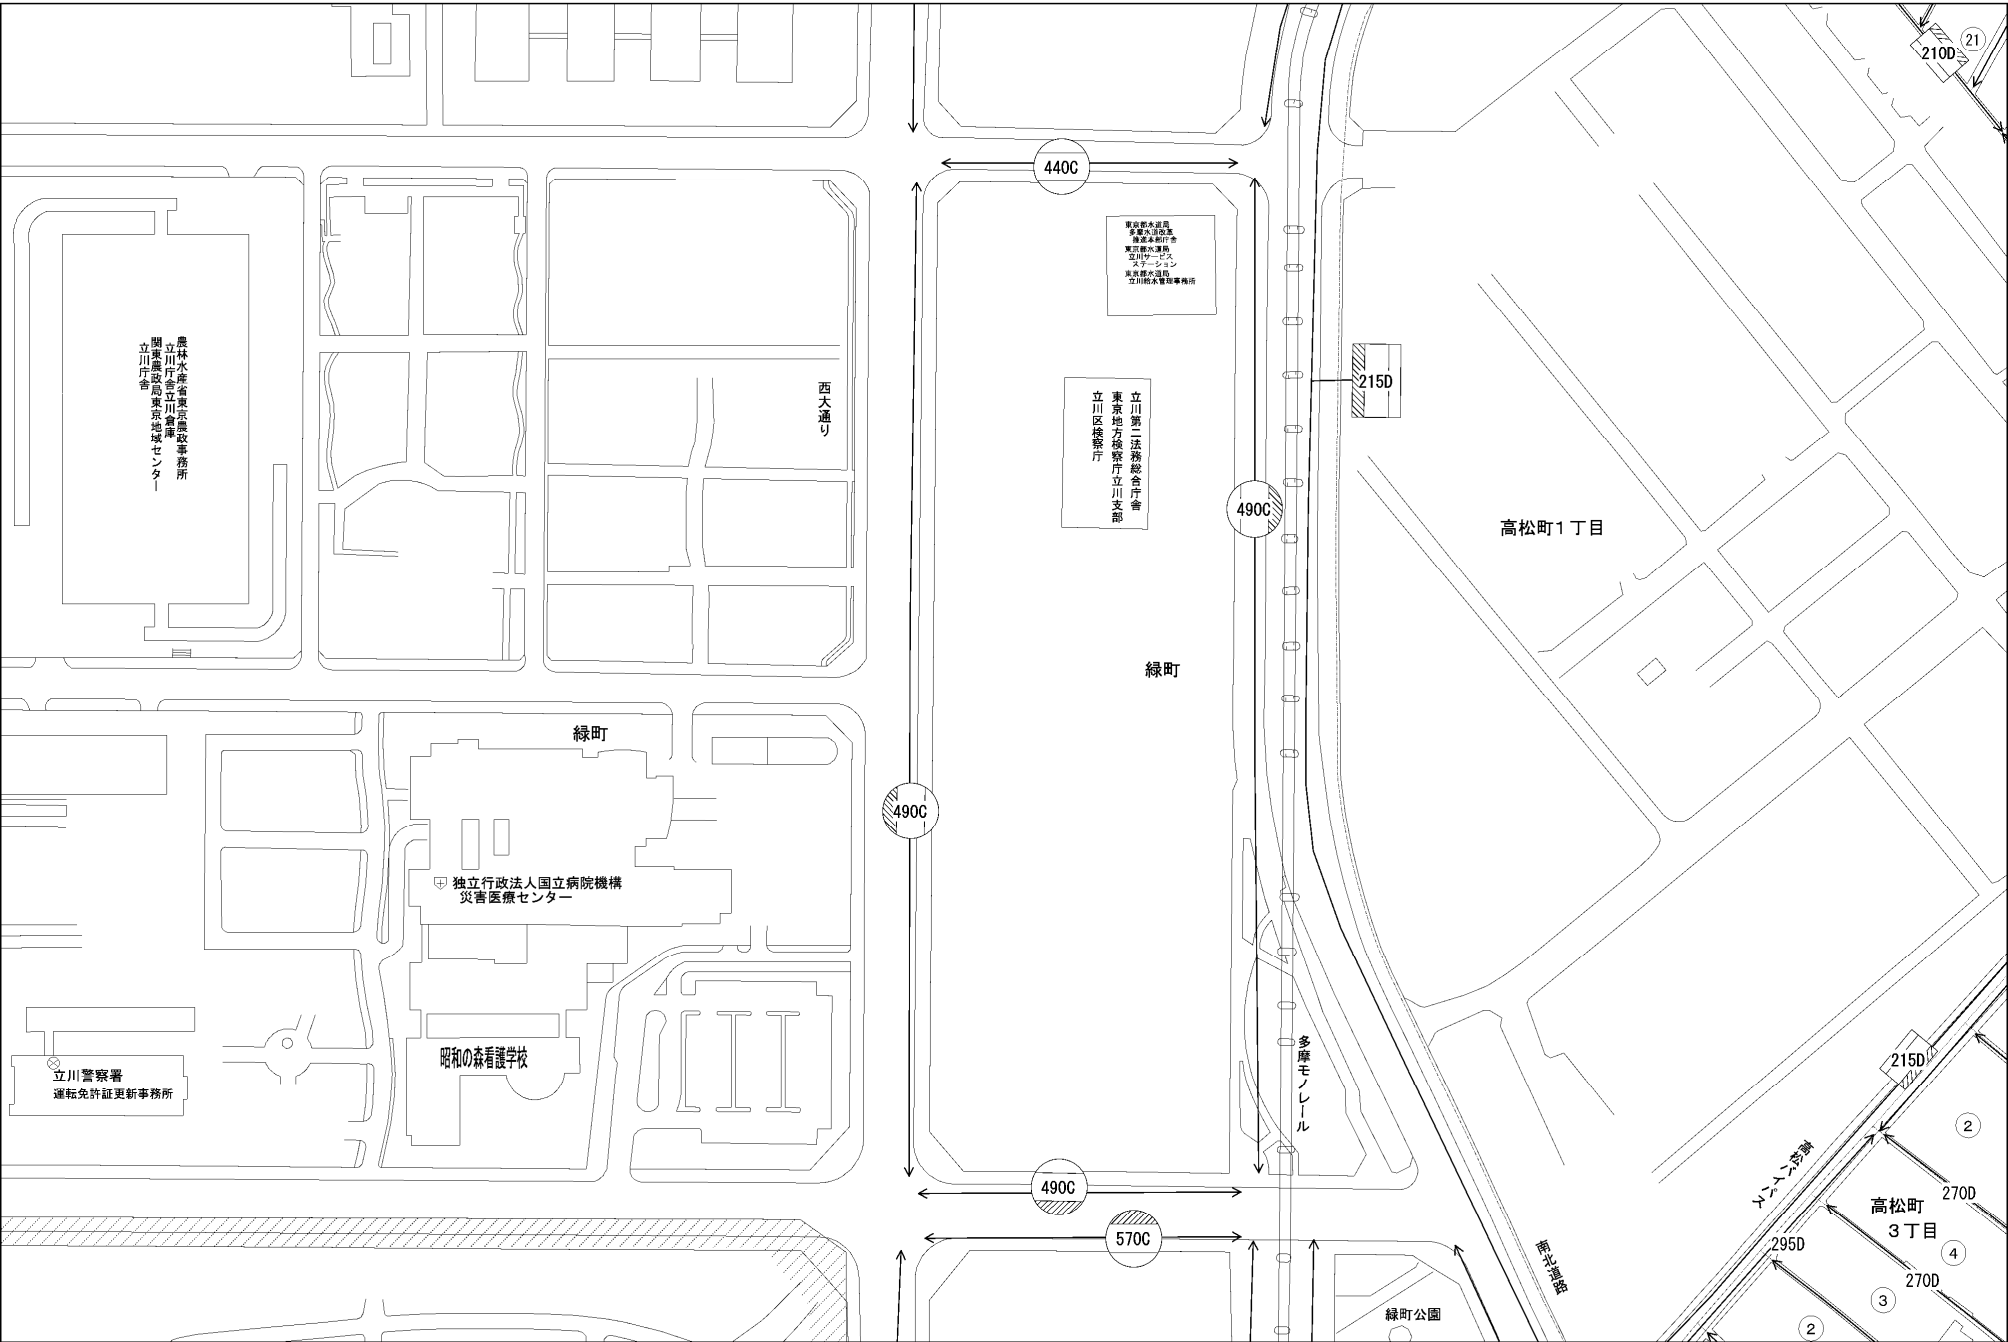 210D
21
440C
東京都水道局
多摩水道改革
推進本部庁舎
東京都水道局
立川サービス
ステーション
東京都水道局
立川給水管理事務所
農林水産省東京農政事務所
立川庁舎立川倉庫
関東農政局東京地域センター
立川庁舎
西大通り
215D
立川第二法務総合庁舎
東京地方検察庁立川支部
立川区検察庁
490C
高松町1丁目
緑町
緑町
490C
独立行政法人国立病院機構
災害医療センター
昭和の森看護学校
立川警察署
運転免許証更新事務所
多摩モノレール
215D
2
高松バイパス
270D
高松町
3丁目
490C
570C
295D
4
南北道路
270D
3
緑町公園
2